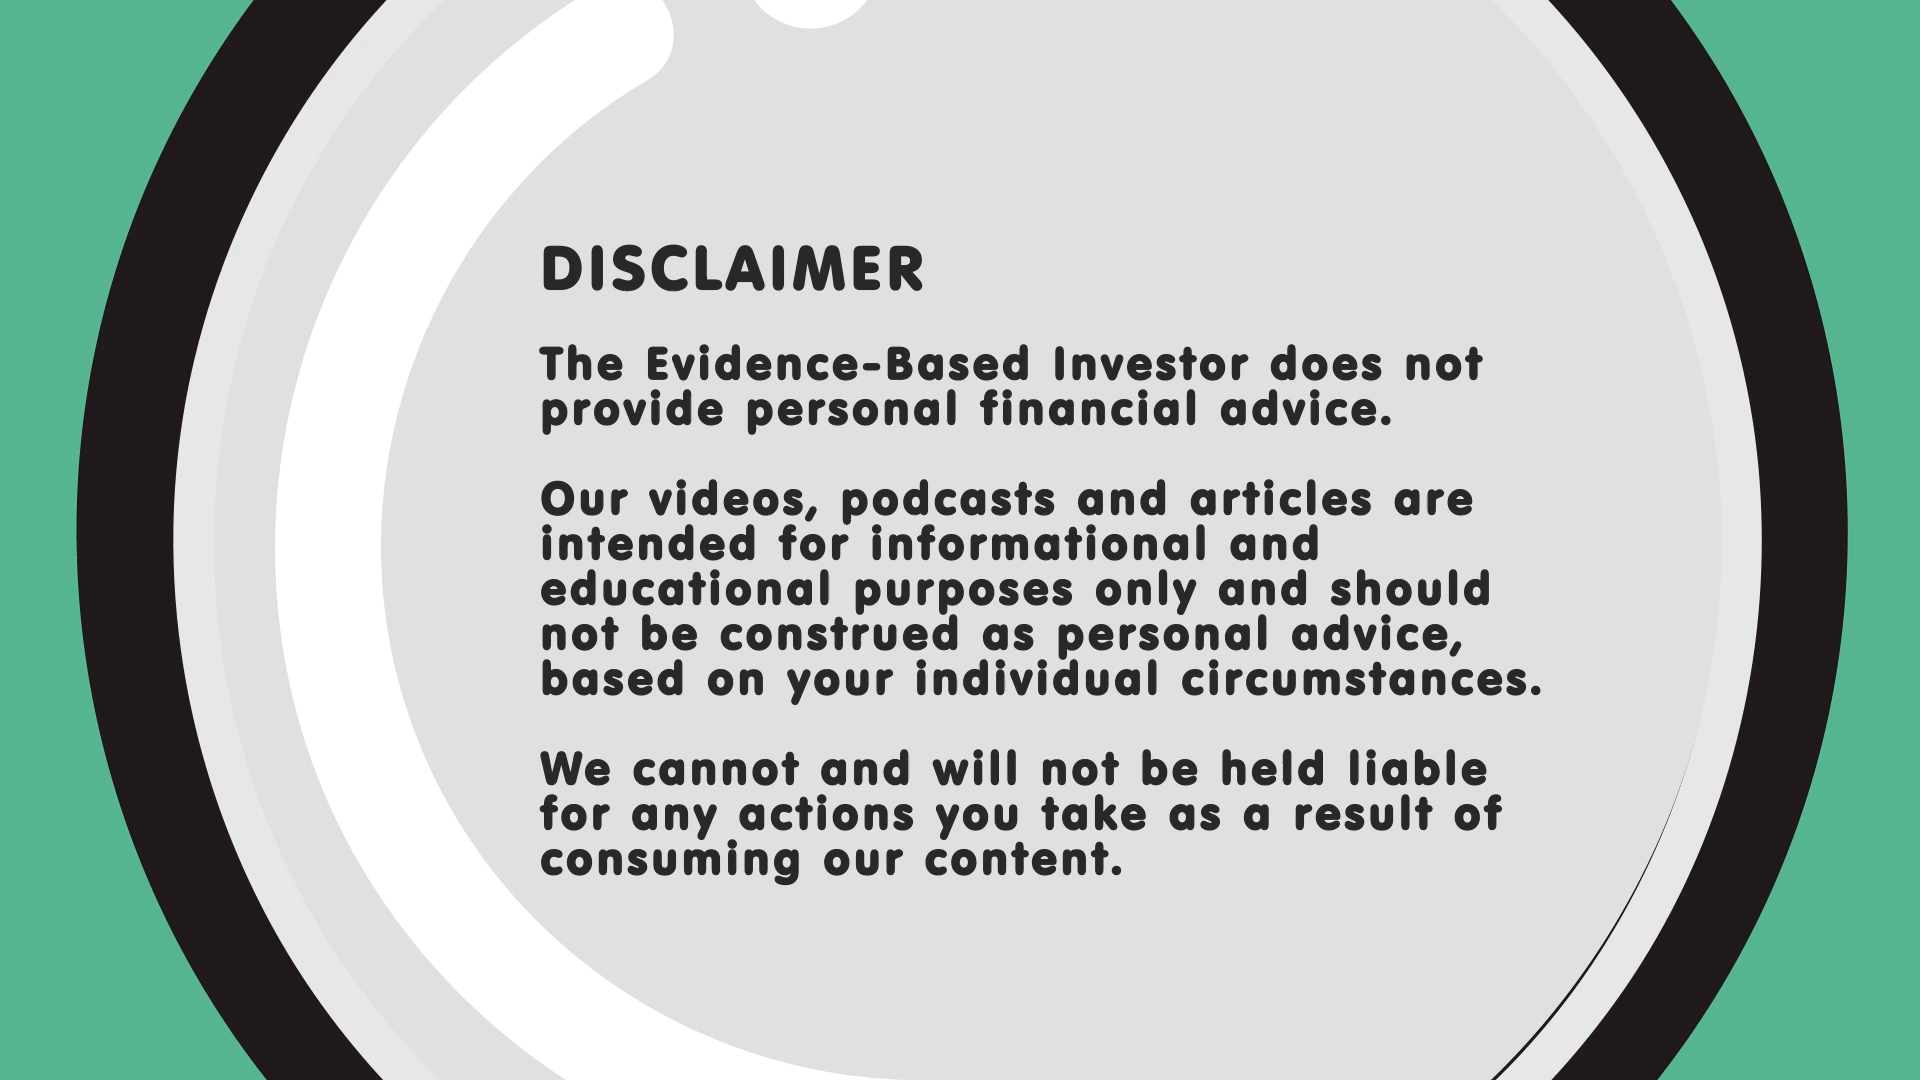 DISCLAIMER
The Evidence-Based Investor does not
provide personal financial advice.
Our videos, podcasts and articles are
intended for informational and
educational purposes only and should
not be construed as personal advice,
based on your individual circumstances.
We cannot and will not be held liable
for any actions you take as a result of
consuming our content.